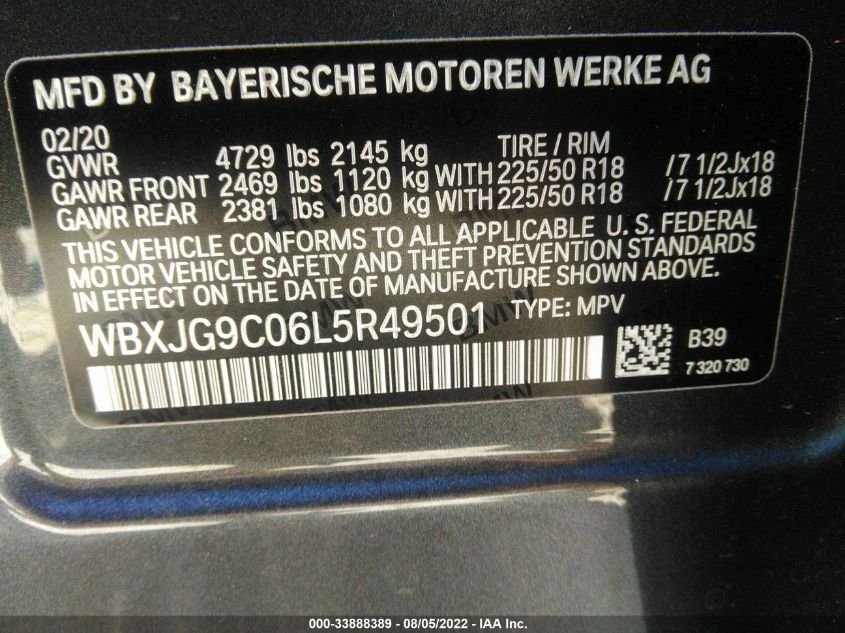 MFD BY BAYERISCHE MOTOREN WERKE AG
02/20 TIRE / RIM
GVWR 4729 lbs 2145 kg
GAWR FRONT 2469 lbs 1120 kg WITH 225/50 R18 /7 1/2Jx18
GAWR REAR 2381 lbs 1080 kg WITH 225/50 R18 /7 1/2Jx18
THIS VEHICLE CONFORMS TO ALL APPLICABLE U. S. FEDERAL
MOTOR VEHICLE SAFETY AND THEFT PREVENTION STANDARDS
IN EFFECT ON THE DATE OF MANUFACTURE SHOWN ABOVE.
WBXJG9C06L5R49501 TYPE: MPV
B39
7 320 730
BMW
000-33888389 - 08/05/2022 - IAA Inc.